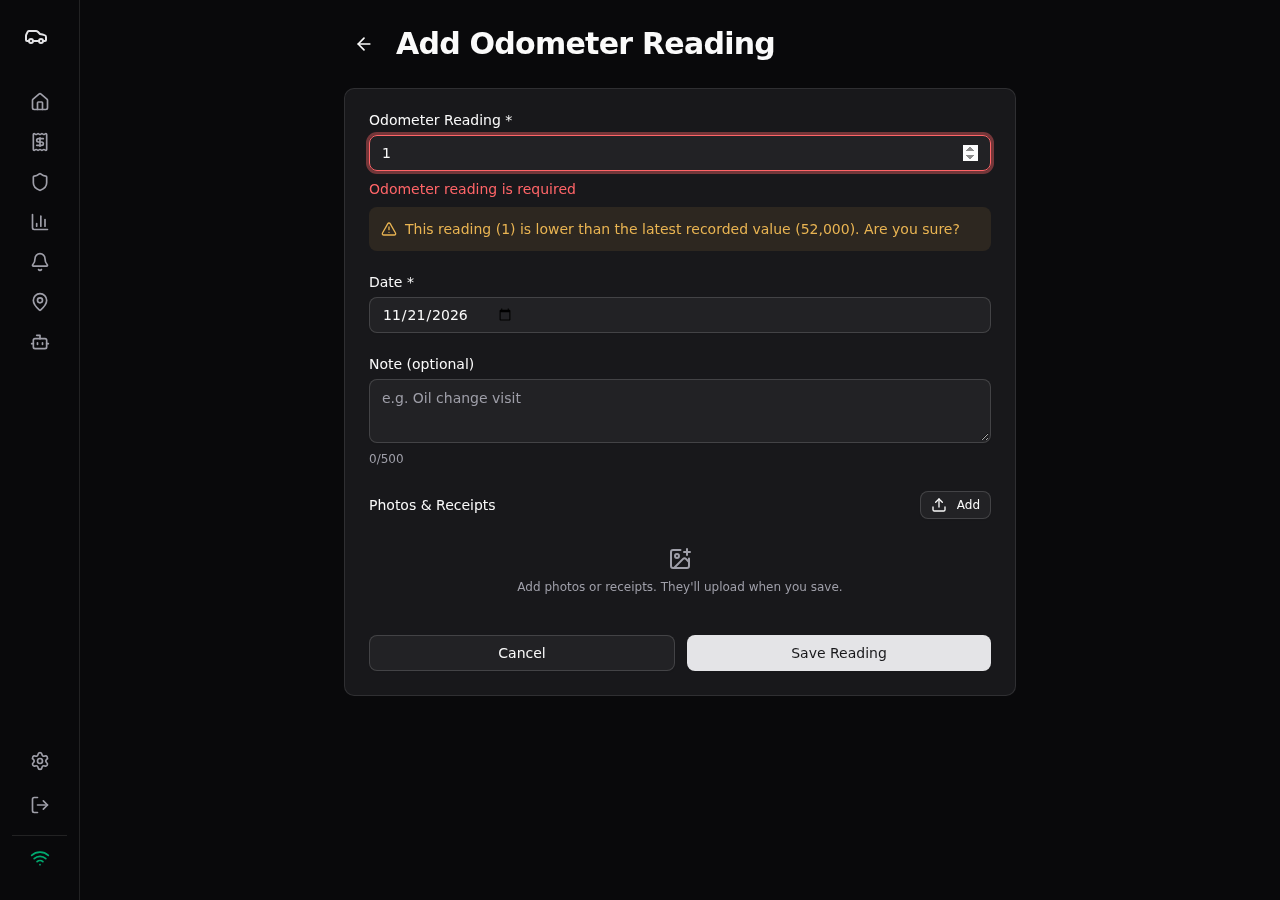 Add Odometer Reading
Odometer Reading *
1
Odometer reading is required
This reading (1) is lower than the latest recorded value (52,000). Are you sure?
Date *
11/21/2026
Note (optional)
e.g. Oil change visit
0/500
Photos & Receipts
Add
Add photos or receipts. They'll upload when you save.
Cancel
Save Reading